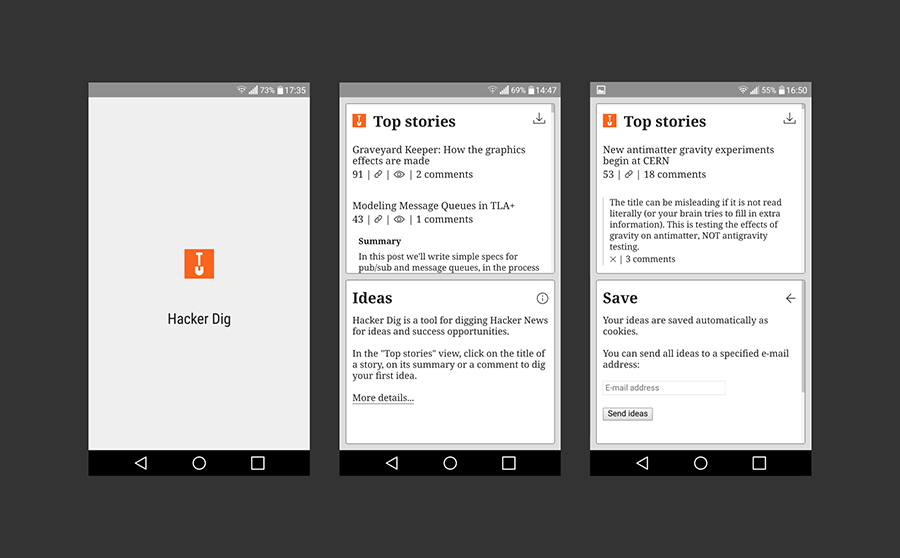 73% 17:35
Hacker Dig
69% 14:47
Top stories
Graveyard Keeper: How the graphics
effects are made
91 | | | 2 comments
Modeling Message Queues in TLA+
43 | | | 1 comments
Summary
In this post we'll write simple specs for
pub/sub and message queues, in the process
Ideas
Hacker Dig is a tool for digging Hacker News
for ideas and success opportunities.
In the "Top stories" view, click on the title of
a story, on its summary or a comment to dig
your first idea.
More details...
55% 16:50
Top stories
New antimatter gravity experiments
begin at CERN
53 | | 18 comments
The title can be misleading if it is not read
literally (or your brain tries to fill in extra
information). This is testing the effects of
gravity on antimatter, NOT antigravity
testing.
× | 3 comments
Save
Your ideas are saved automatically as
cookies.
You can send all ideas to a specified e-mail
address:
E-mail address
Send ideas